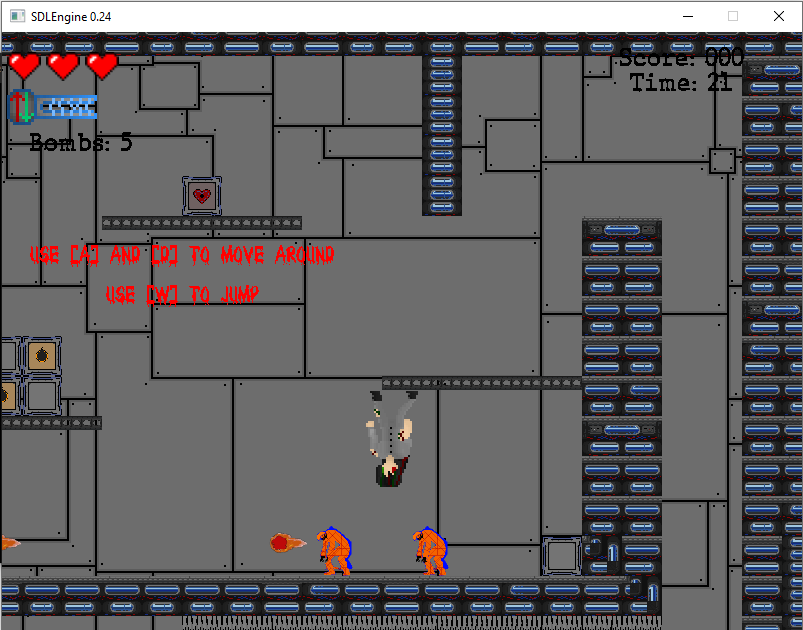 SDLEngine 0.24
Score: 000
Time: 21
Bombs: 5
USE [A] AND [D] TO MOVE AROUND
USE [W] TO JUMP